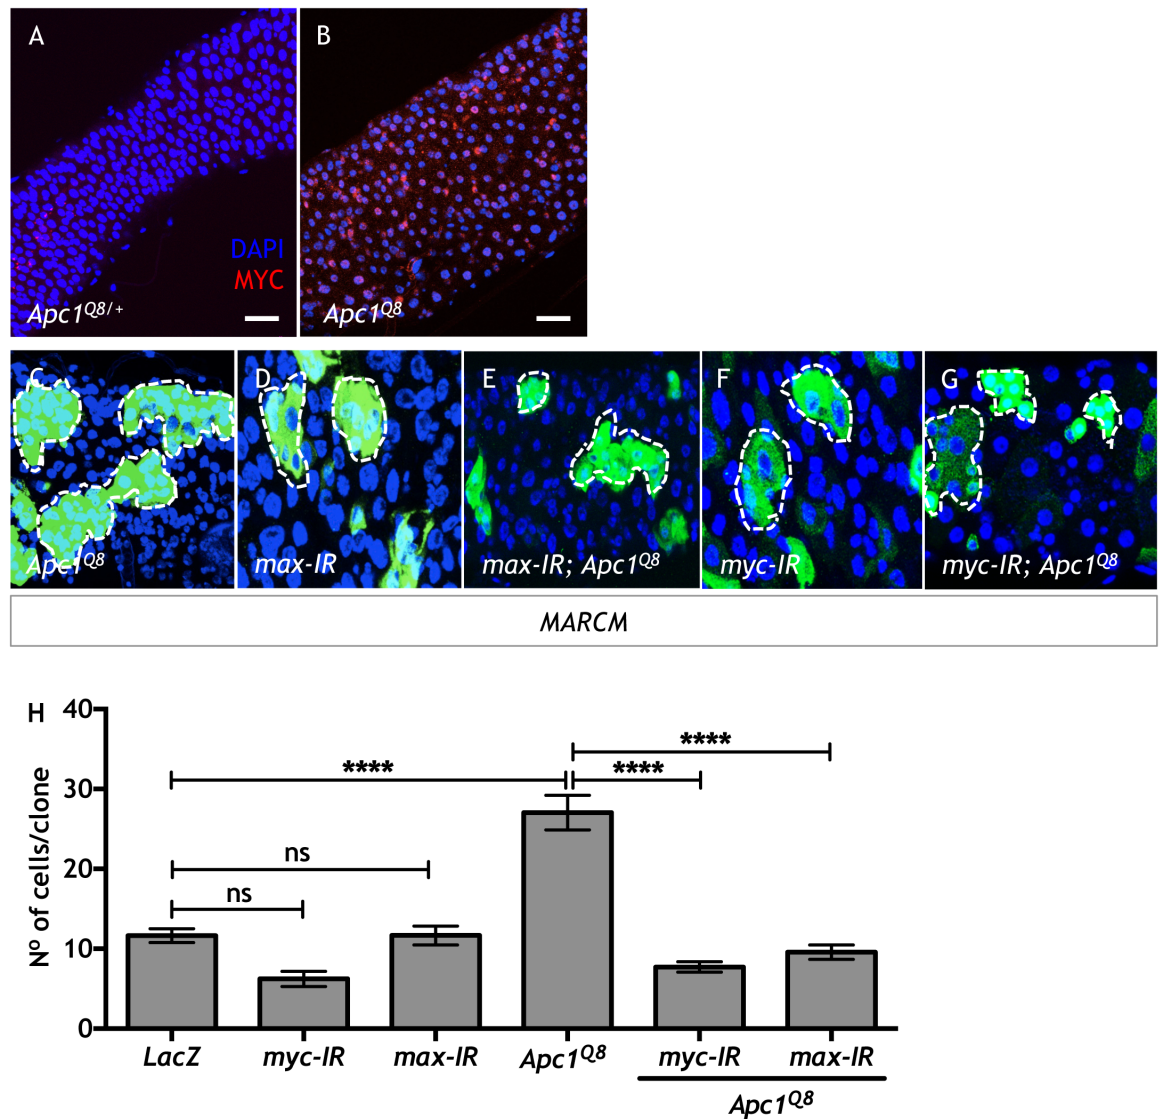 A
B
DAPI
MYC
Apc1Q8/+
Apc1Q8
C
D
E
F
G
Apc1Q8
max-IR
max-IR; Apc1Q8
myc-IR
myc-IR; Apc1Q8
MARCM
H
Nº of cells/clone
40
30
20
10
0
****
****
****
ns
ns
LacZ
myc-IR
max-IR
Apc1Q8
myc-IR
max-IR
Apc1Q8